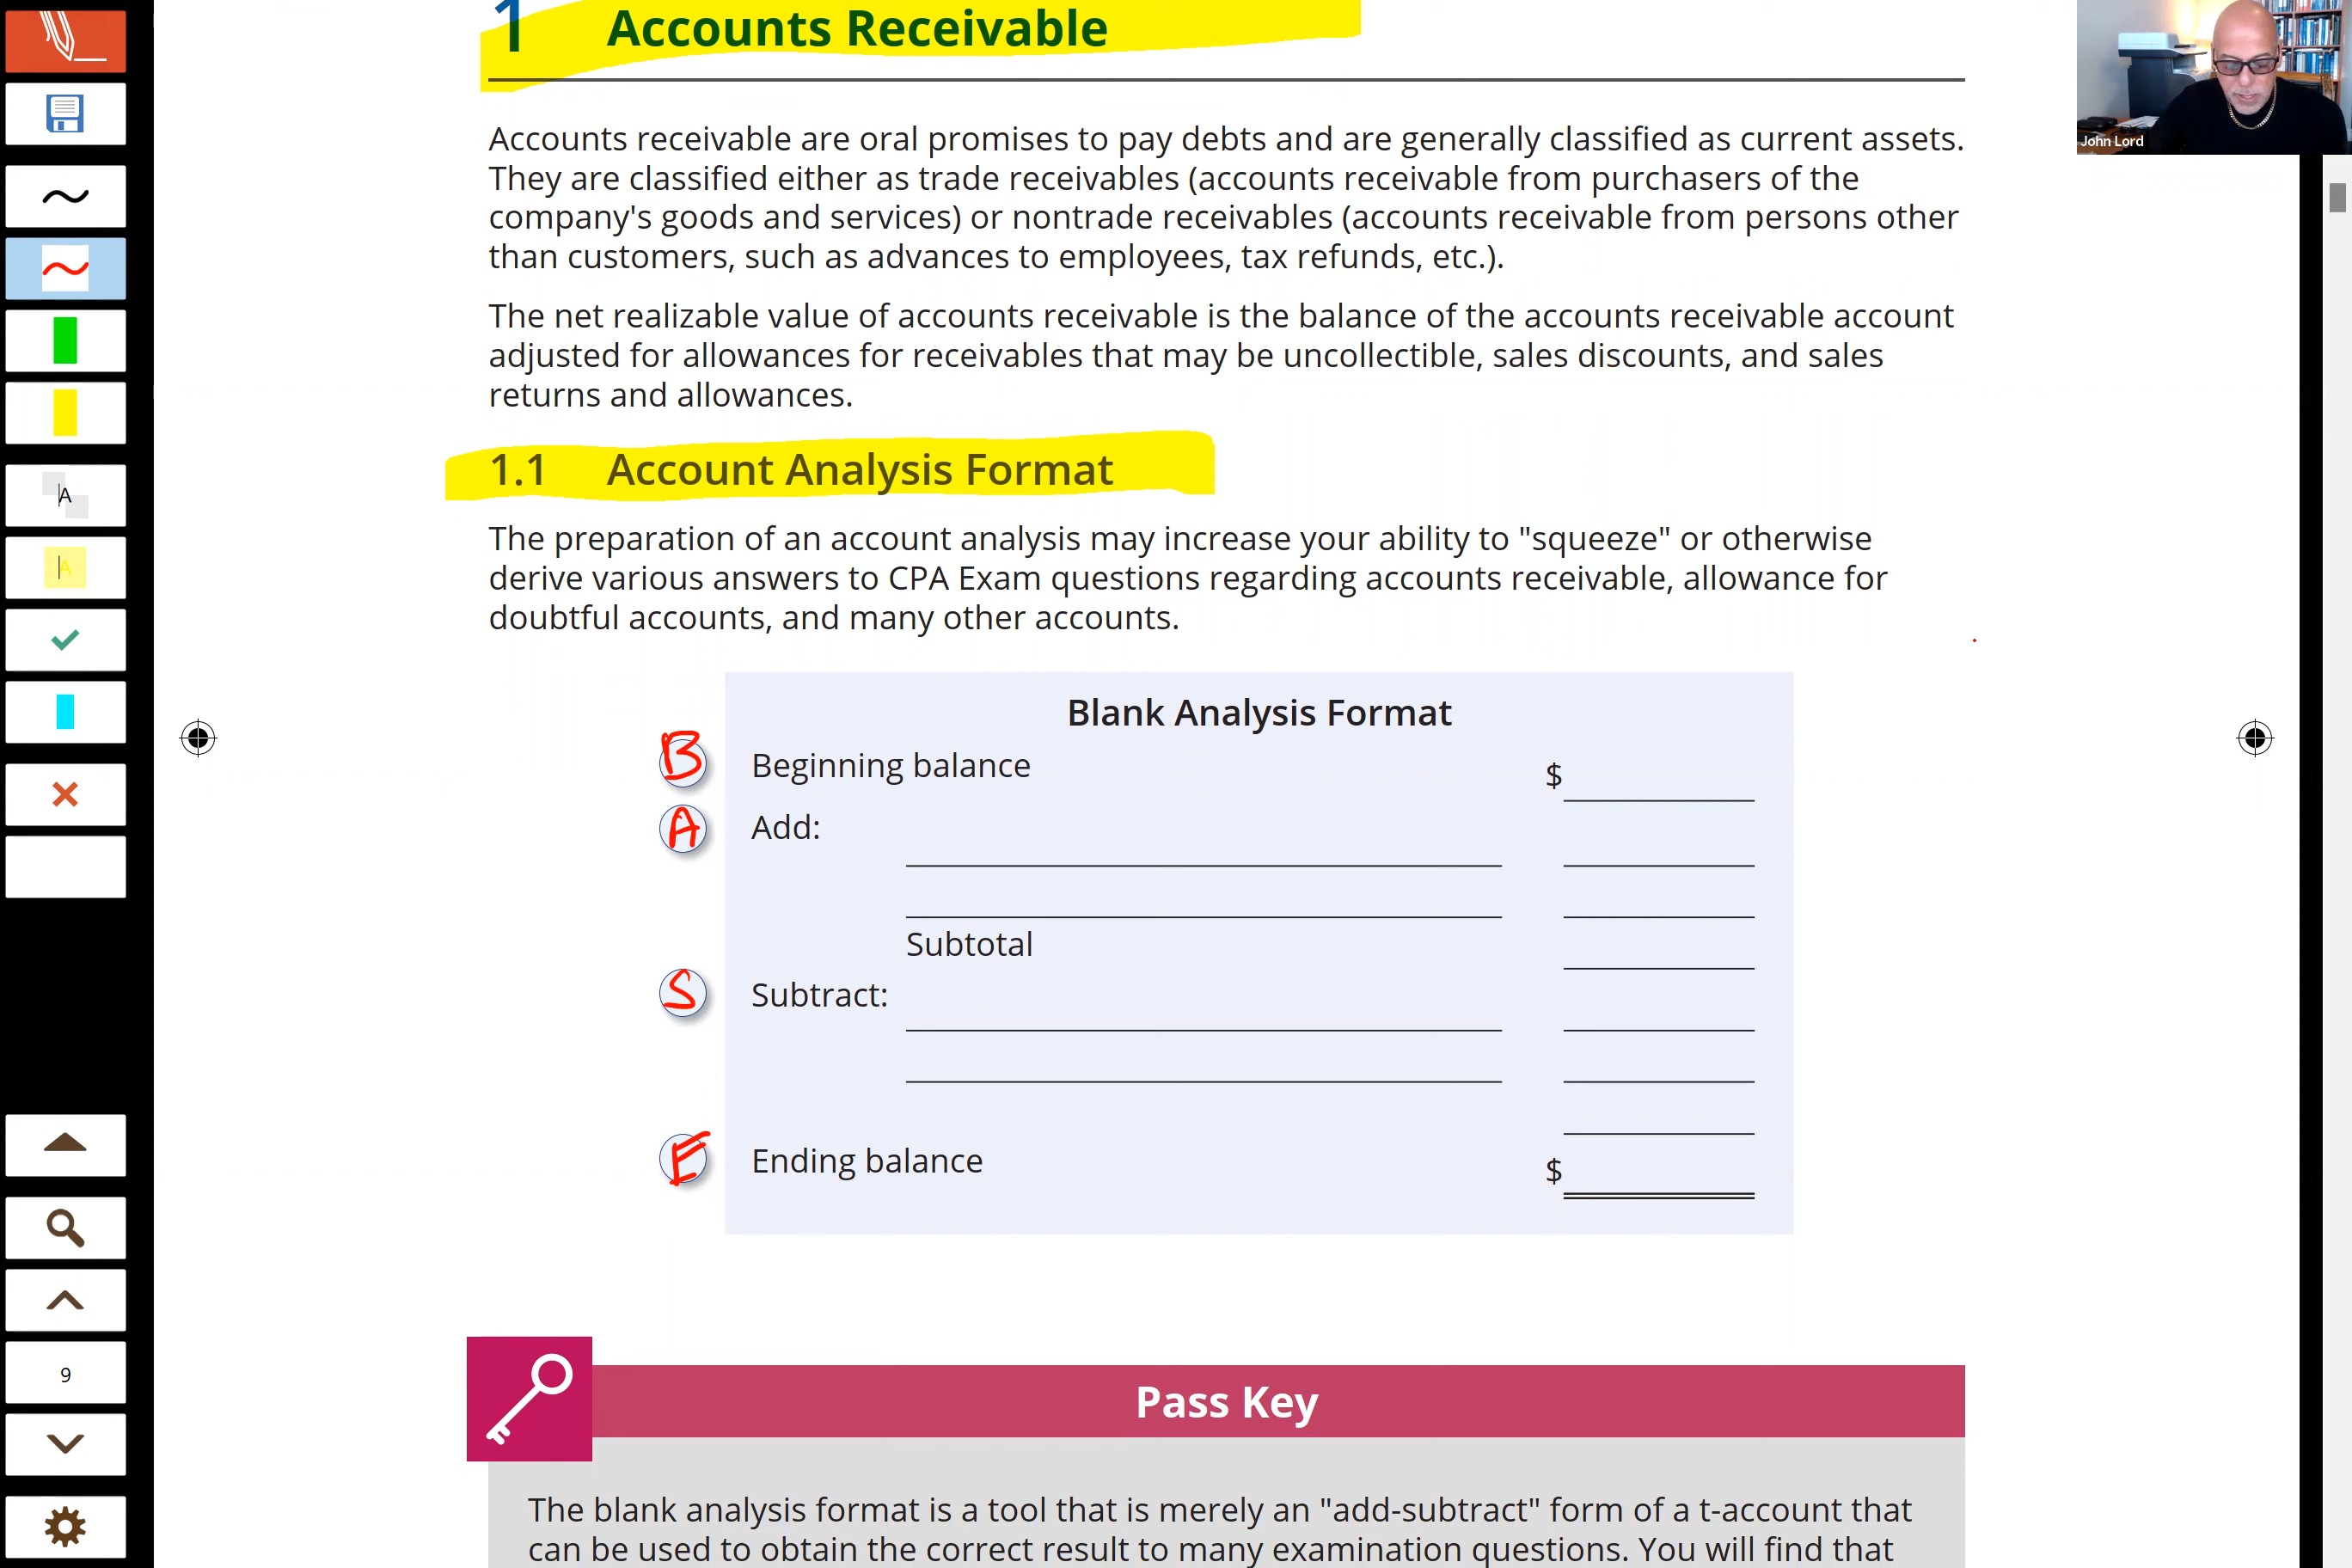 1 Accounts Receivable
John Lord
Accounts receivable are oral promises to pay debts and are generally classified as current assets.
They are classified either as trade receivables (accounts receivable from purchasers of the
company's goods and services) or nontrade receivables (accounts receivable from persons other
than customers, such as advances to employees, tax refunds, etc.).
The net realizable value of accounts receivable is the balance of the accounts receivable account
adjusted for allowances for receivables that may be uncollectible, sales discounts, and sales
returns and allowances.
1.1 Account Analysis Format
The preparation of an account analysis may increase your ability to "squeeze" or otherwise
derive various answers to CPA Exam questions regarding accounts receivable, allowance for
doubtful accounts, and many other accounts.
Blank Analysis Format
B Beginning balance $
A Add:
Subtotal
S Subtract:
E Ending balance $
Pass Key
The blank analysis format is a tool that is merely an "add-subtract" form of a t-account that
can be used to obtain the correct result to many examination questions. You will find that
A
A
9